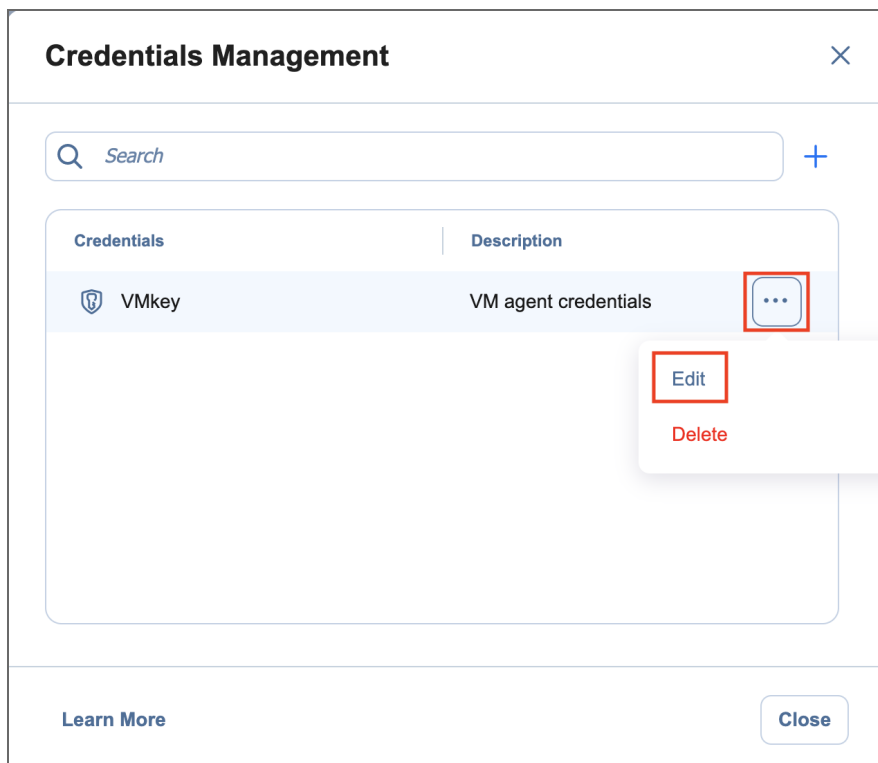 Credentials Management
Search
Credentials Description
VMkey VM agent credentials
Edit
Delete
Learn More Close